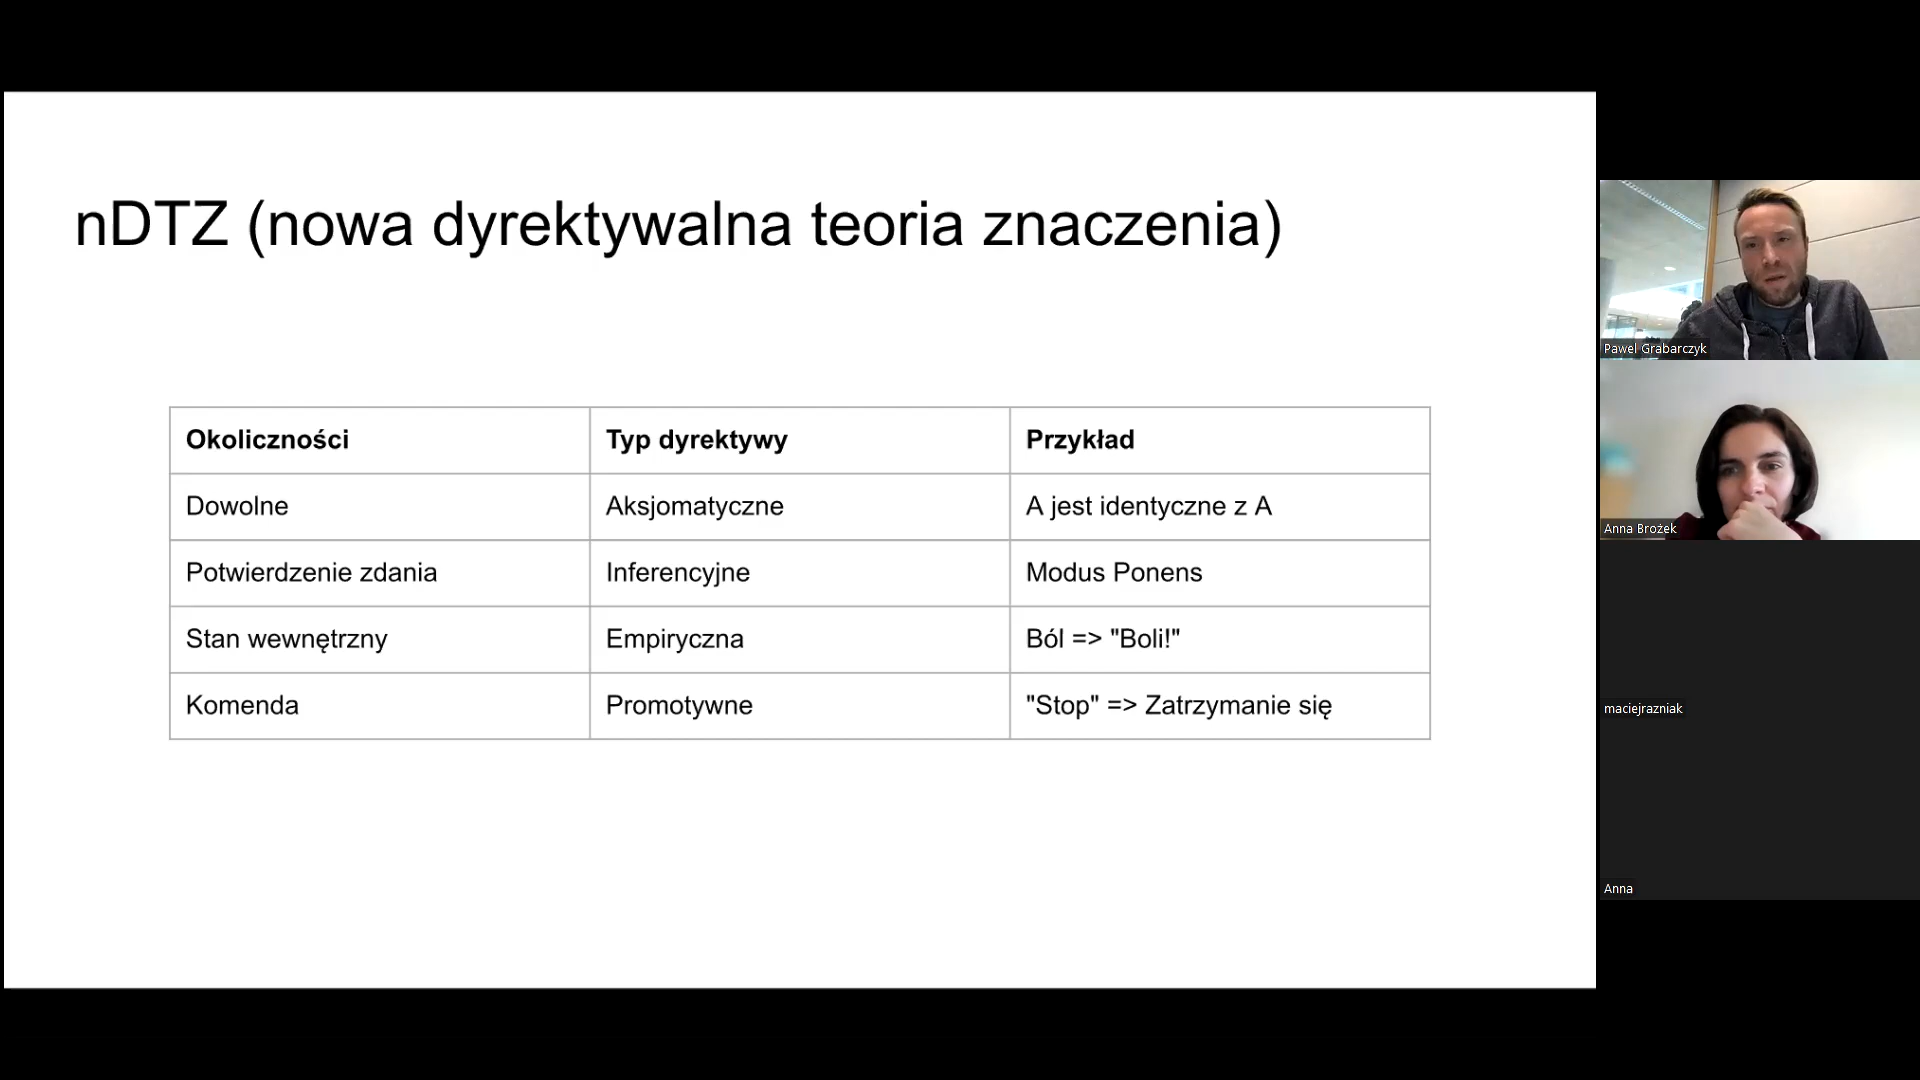 nDTZ (nowa dyrektywalna teoria znaczenia)
Okoliczności Typ dyrektywy Przykład
Dowolne Aksjomatyczne A jest identyczne z A
Potwierdzenie zdania Inferencyjne Modus Ponens
Stan wewnętrzny Empiryczna Ból => "Boli!"
Komenda Promotywne "Stop" => Zatrzymanie się
Pawel Grabarczyk
Anna Brożek
maciejrazniak
Anna